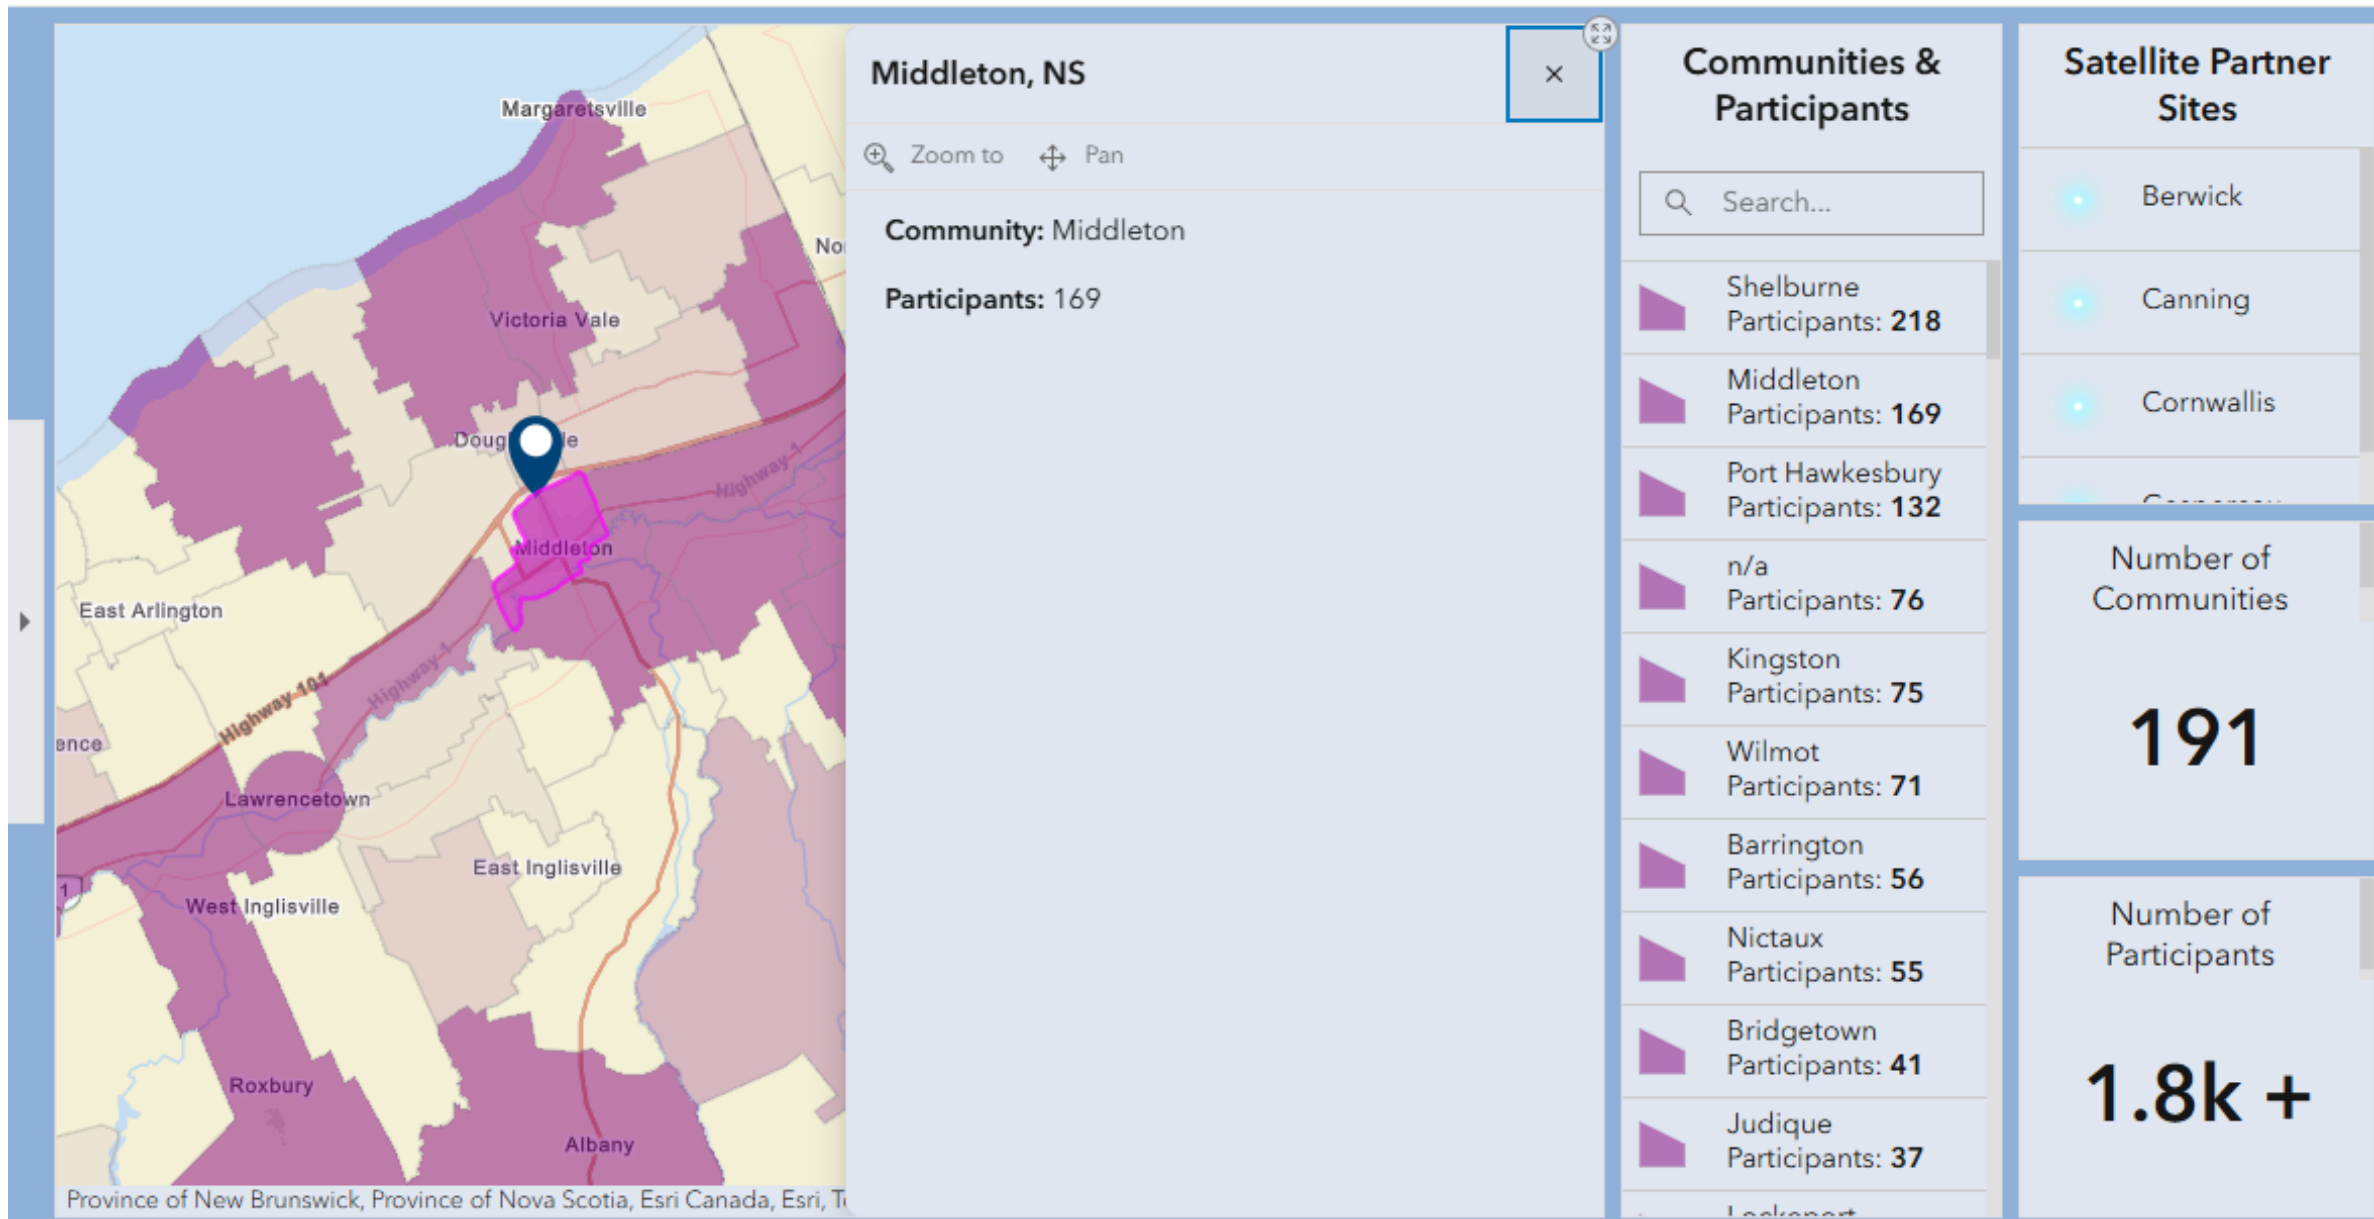 Margaretsville
Victoria Vale
Middleton
East Arlington
Highway 1
Highway 1
Highway 101
ence
Lawrencetown
East Inglisville
1
West Inglisville
Roxbury
Albany
Province of New Brunswick, Province of Nova Scotia, Esri Canada, Esri,
Middleton, NS
Zoom to
Pan
Community: Middleton
Participants: 169
Communities &
Participants
Search...
Shelburne
Participants: 218
Middleton
Participants: 169
Port Hawkesbury
Participants: 132
n/a
Participants: 76
Kingston
Participants: 75
Wilmot
Participants: 71
Barrington
Participants: 56
Nictaux
Participants: 55
Bridgetown
Participants: 41
Judique
Participants: 37
Satellite Partner
Sites
Berwick
Canning
Cornwallis
Number of
Communities
191
Number of
Participants
1.8k +